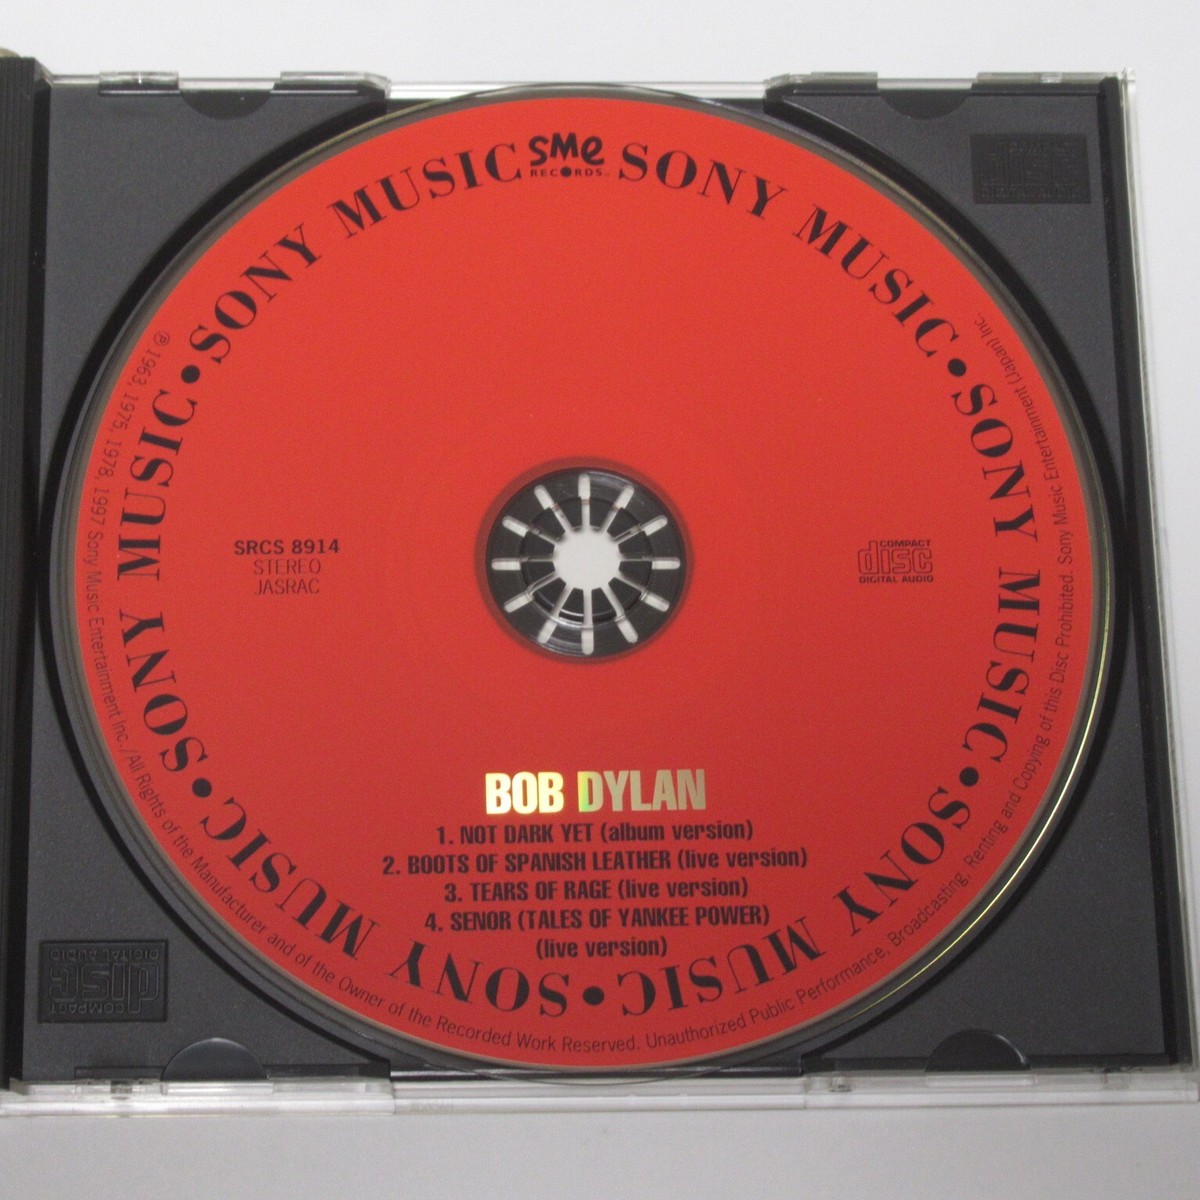 SONY MUSIC sme RECORDS SONY MUSIC • SONY MUSIC • SONY MUSIC • SONY MUSIC • SONY MUSIC • SONY MUSIC •
SRCS 8914
STEREO
JASRAC
COMPACT
disc
DIGITAL AUDIO
BOB DYLAN
1. NOT DARK YET (album version)
2. BOOTS OF SPANISH LEATHER (live version)
3. TEARS OF RAGE (live version)
4. SENOR (TALES OF YANKEE POWER)
(live version)
℗ 1963, 1975, 1978, 1997 Sony Music Entertainment Inc./All Rights of the Manufacturer and of the Owner of the Recorded Work Reserved. Unauthorized Public Performance, Broadcasting, Renting and Copying of this Disc Prohibited. Sony Music Entertainment (Japan) Inc.
COMPACT
disc
DIGITAL AUDIO